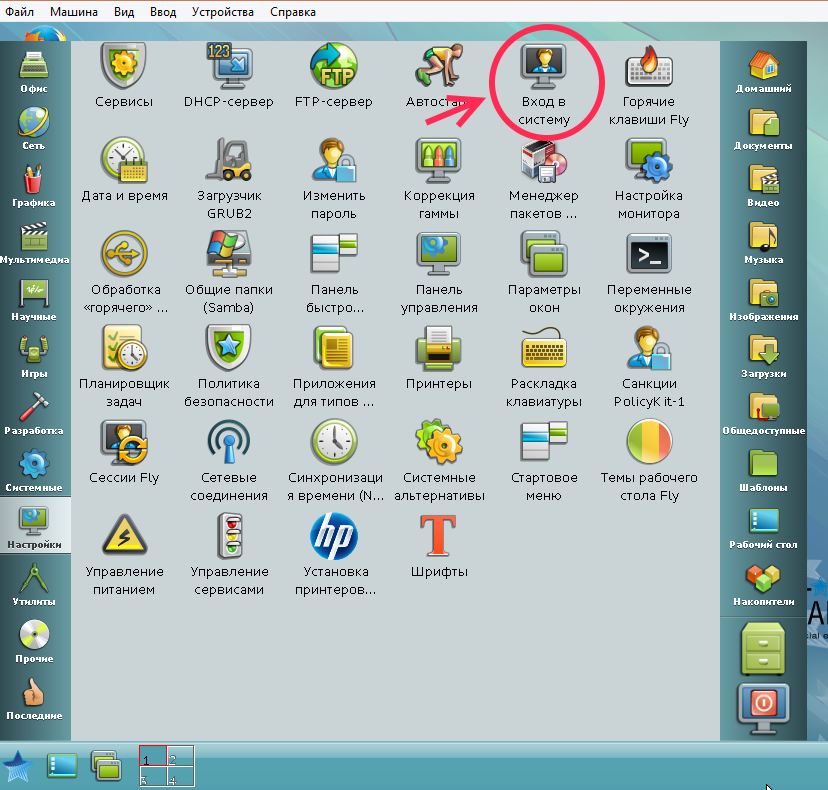 Файл Машина Вид Ввод Устройства Справка
Офис
Сеть
Графика
Мультимедиа
Научные
Игры
Разработка
Системные
Настройки
Утилиты
Прочие
Последние
123
FTP
Сервисы
DHCP-сервер
FTP-сервер
Автостар
Вход в
систему
Горячие
клавиши Fly
Дата и время
Загрузчик
GRUB2
Изменить
пароль
Коррекция
гаммы
Менеджер
пакетов ...
Настройка
монитора
Обработка
«горячего» ...
Общие папки
(Samba)
Панель
быстро...
Панель
управления
Параметры
окон
>_
Переменные
окружения
Планировщик
задач
Политика
безопасности
Приложения
для типов ...
Принтеры
Раскладка
клавиатуры
Санкции
PolicyKit-1
Сессии Fly
Сетевые
соединения
Синхронизаци
я времени (N...
Системные
альтернативы
Стартовое
меню
Темы рабочего
стола Fly
Управление
питанием
Управление
сервисами
hp
Установка
принтеров...
T
Шрифты
Домашний
Документы
Видео
Музыка
Изображения
Загрузки
Общедоступные
Шаблоны
Рабочий стол
Накопители
1 2
3 4